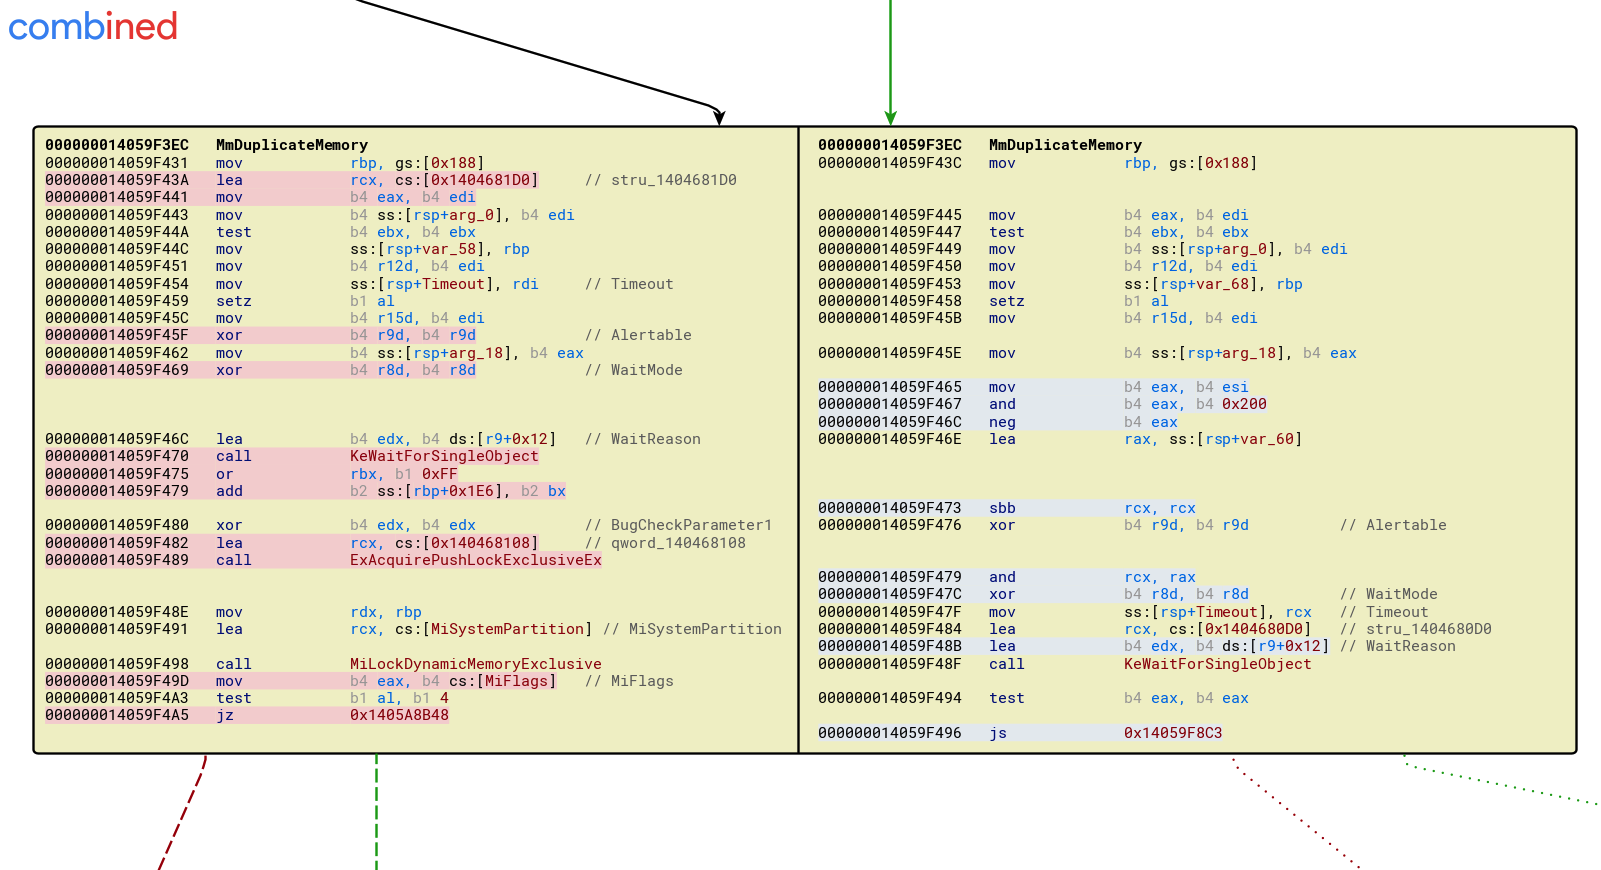 combined
000000014059F3EC MmDuplicateMemory
000000014059F431 mov rbp, gs:[0x188]
000000014059F43A lea rcx, cs:[0x1404681D0] // stru_1404681D0
000000014059F441 mov b4 eax, b4 edi
000000014059F443 mov b4 ss:[rsp+arg_0], b4 edi
000000014059F44A test b4 ebx, b4 ebx
000000014059F44C mov ss:[rsp+var_58], rbp
000000014059F451 mov b4 r12d, b4 edi
000000014059F454 mov ss:[rsp+Timeout], rdi // Timeout
000000014059F459 setz b1 al
000000014059F45C mov b4 r15d, b4 edi
000000014059F45F xor b4 r9d, b4 r9d // Alertable
000000014059F462 mov b4 ss:[rsp+arg_18], b4 eax
000000014059F469 xor b4 r8d, b4 r8d // WaitMode
000000014059F46C lea b4 edx, b4 ds:[r9+0x12] // WaitReason
000000014059F470 call KeWaitForSingleObject
000000014059F475 or rbx, b1 0xFF
000000014059F479 add b2 ss:[rbp+0x1E6], b2 bx
000000014059F480 xor b4 edx, b4 edx // BugCheckParameter1
000000014059F482 lea rcx, cs:[0x140468108] // qword_140468108
000000014059F489 call ExAcquirePushLockExclusiveEx
000000014059F48E mov rdx, rbp
000000014059F491 lea rcx, cs:[MiSystemPartition] // MiSystemPartition
000000014059F498 call MiLockDynamicMemoryExclusive
000000014059F49D mov b4 eax, b4 cs:[MiFlags] // MiFlags
000000014059F4A3 test b1 al, b1 4
000000014059F4A5 jz 0x1405A8B48
000000014059F3EC MmDuplicateMemory
000000014059F43C mov rbp, gs:[0x188]
000000014059F445 mov b4 eax, b4 edi
000000014059F447 test b4 ebx, b4 ebx
000000014059F449 mov b4 ss:[rsp+arg_0], b4 edi
000000014059F450 mov b4 r12d, b4 edi
000000014059F453 mov ss:[rsp+var_68], rbp
000000014059F458 setz b1 al
000000014059F45B mov b4 r15d, b4 edi
000000014059F45E mov b4 ss:[rsp+arg_18], b4 eax
000000014059F465 mov b4 eax, b4 esi
000000014059F467 and b4 eax, b4 0x200
000000014059F46C neg b4 eax
000000014059F46E lea rax, ss:[rsp+var_60]
000000014059F473 sbb rcx, rcx
000000014059F476 xor b4 r9d, b4 r9d // Alertable
000000014059F479 and rcx, rax
000000014059F47C xor b4 r8d, b4 r8d // WaitMode
000000014059F47F mov ss:[rsp+Timeout], rcx // Timeout
000000014059F484 lea rcx, cs:[0x1404680D0] // stru_1404680D0
000000014059F48B lea b4 edx, b4 ds:[r9+0x12] // WaitReason
000000014059F48F call KeWaitForSingleObject
000000014059F494 test b4 eax, b4 eax
000000014059F496 js 0x14059F8C3